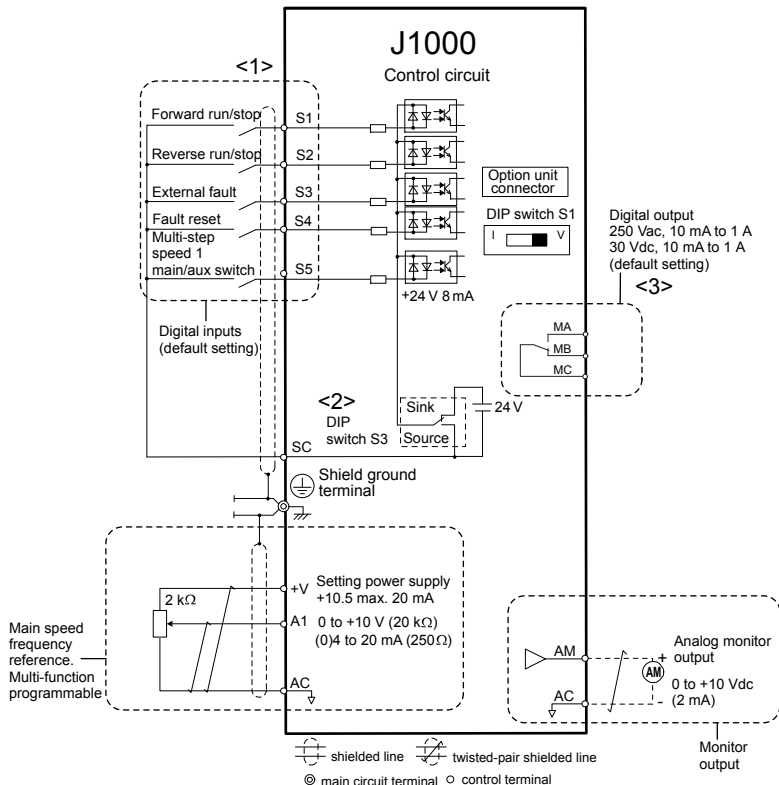 J1000
Control circuit
<1>
Forward run/stop
S1
Reverse run/stop
S2
External fault
S3
Fault reset
S4
Multi-step
speed 1
main/aux switch
S5
Digital inputs
(default setting)
+24 V 8 mA
Option unit
connector
DIP switch S1
I V
Digital output
250 Vac, 10 mA to 1 A
30 Vdc, 10 mA to 1 A
(default setting)
<3>
MA
MB
MC
<2>
DIP
switch S3
Sink
Source
24 V
SC
Shield ground
terminal
2 kΩ
+V
Setting power supply
+10.5 max. 20 mA
A1
0 to +10 V (20 kΩ)
(0)4 to 20 mA (250Ω)
AC
Main speed
frequency
reference.
Multi-function
programmable
AM
+
AM
-
AC
Analog monitor
output
0 to +10 Vdc
(2 mA)
Monitor
output
shielded line
twisted-pair shielded line
main circuit terminal
control terminal